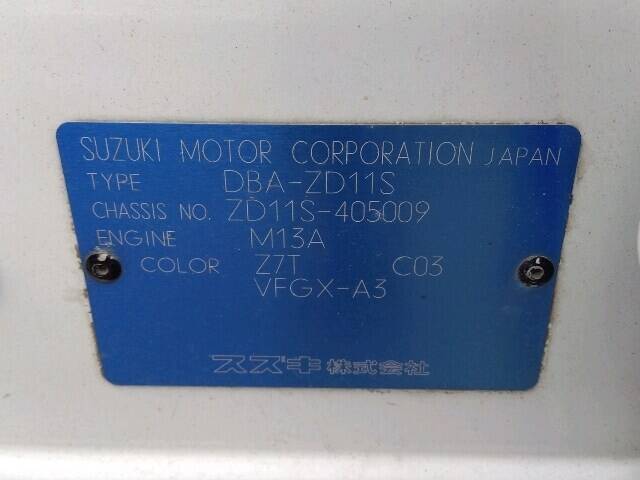 SUZUKI MOTOR CORPORATION JAPAN
TYPE DBA-ZD11S
CHASSIS NO. ZD11S-405009
ENGINE M13A
COLOR Z7T C03
VFGX-A3
スズキ株式会社